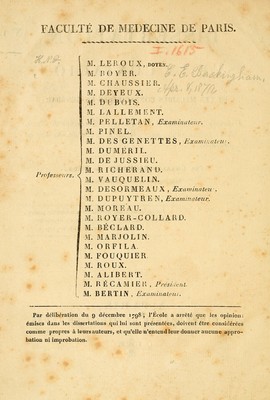 FACULTÉ DE MEDECINE DE PARIS.
I. 1615
M. LEROUX, DOYEN.
M. BOYER.
M. CHAUSSIER.
M. DEYEUX.
M. DUBOIS.
M. LALLEMENT.
M. PELLETAN, Examinateur.
M. PINEL.
M. DES GENETTES, Examinateur.
M. DUMERIL.
M. DE JUSSIEU.
M. RICHERAND.
Professeurs. M. VAUQUELIN.
M. DESORMEAUX, Examinateur.
M. DUPUYTREN, Examinateur.
M. MOREAU.
M. ROYER-COLLARD.
M. BÉCLARD.
M. MARJOLIN.
M. ORFILA.
M. FOUQUIER.
M. ROUX.
M. ALIBERT.
M. RÉCAMIER, Président
M. BERTIN, Examinateur.
Par délibération du 9 décembre 1798, l'École a arrêté que les opinions
émises dans les dissertations qui lui sont présentées, doivent être considérées
comme propres à leurs auteurs, et qu'elle n'entend leur donner aucune appro-
bation ni improbation.